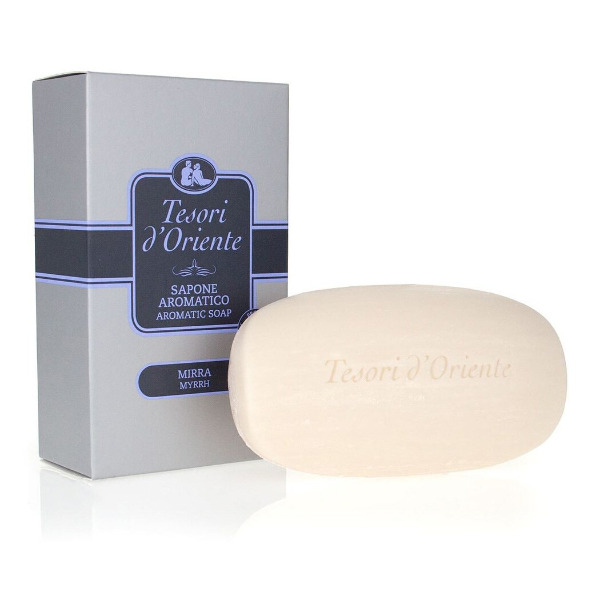 Tesori
d'Oriente
SAPONE
AROMATICO
AROMATIC SOAP
MIRRA
MYRRH
Tesori d'Oriente